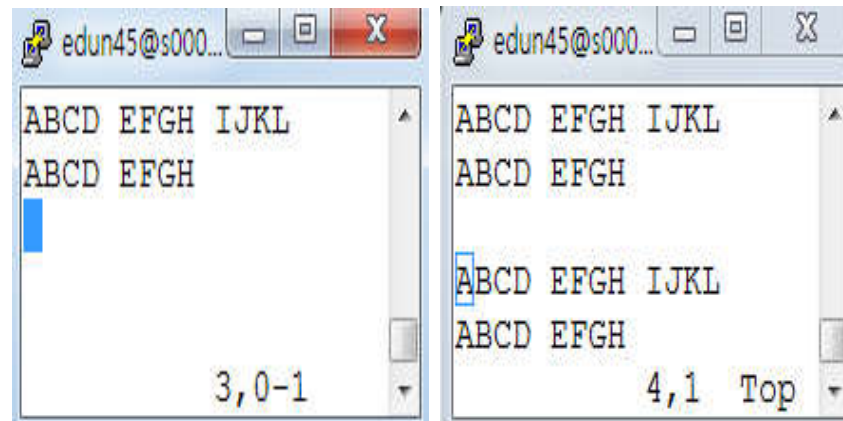 edun45@s000...
ABCD EFGH IJKL
ABCD EFGH
3,0-1
edun45@s000...
ABCD EFGH IJKL
ABCD EFGH
ABCD EFGH IJKL
ABCD EFGH
4,1 Top